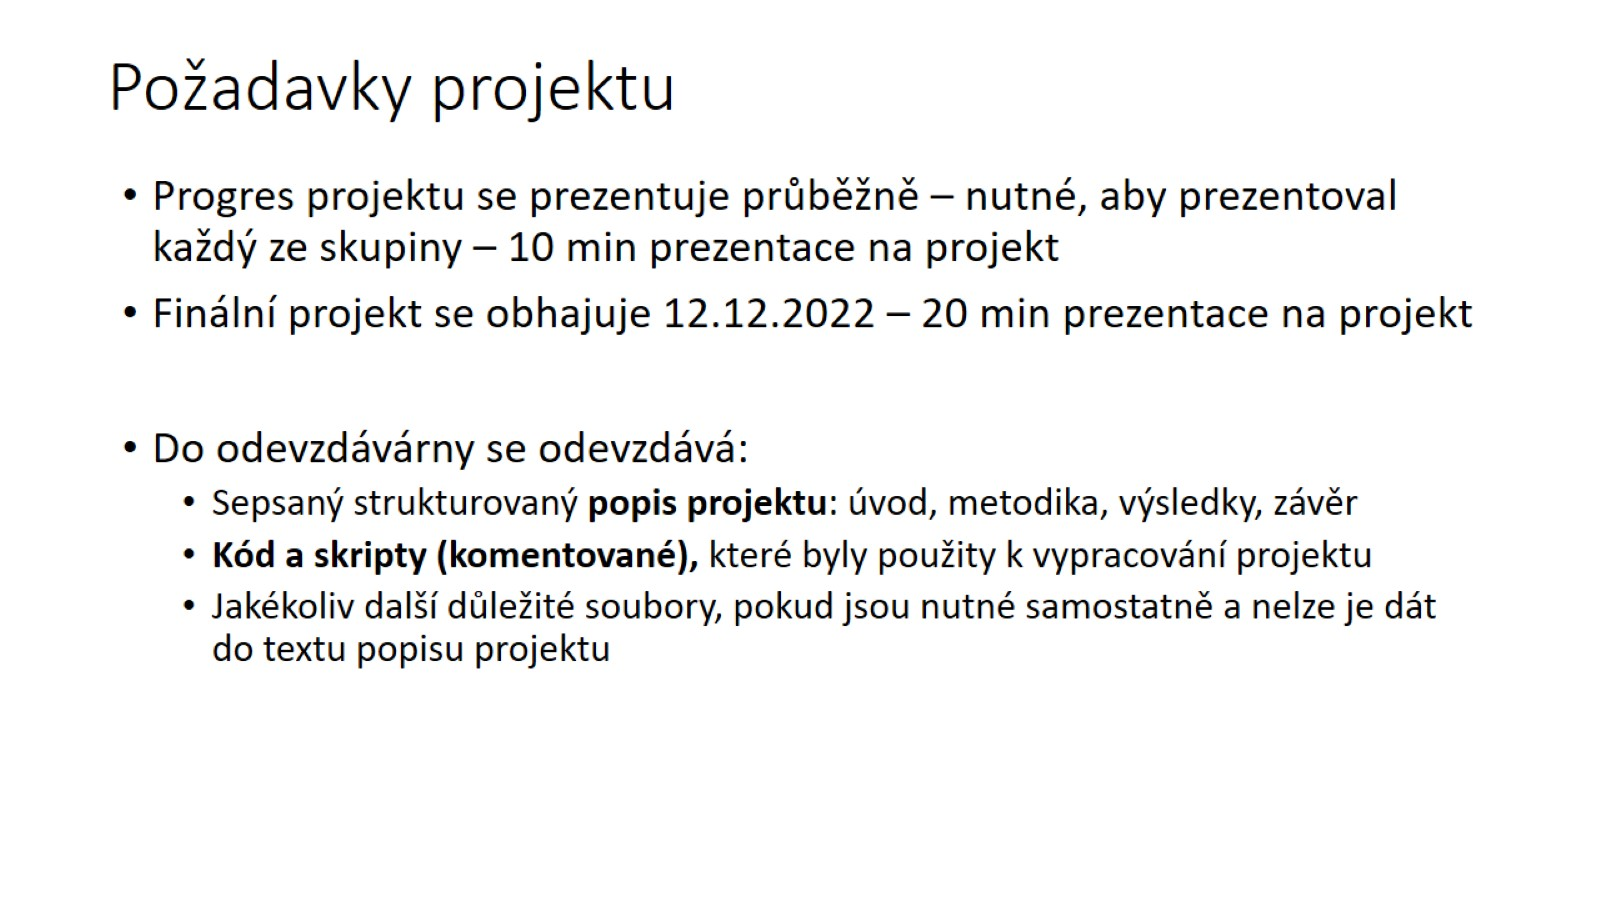 Požadavky projektu
• Progres projektu se prezentuje průběžně – nutné, aby prezentoval
každý ze skupiny – 10 min prezentace na projekt
• Finální projekt se obhajuje 12.12.2022 – 20 min prezentace na projekt
• Do odevzdávárny se odevzdává:
• Sepsaný strukturovaný popis projektu: úvod, metodika, výsledky, závěr
• Kód a skripty (komentované), které byly použity k vypracování projektu
• Jakékoliv další důležité soubory, pokud jsou nutné samostatně a nelze je dát
do textu popisu projektu